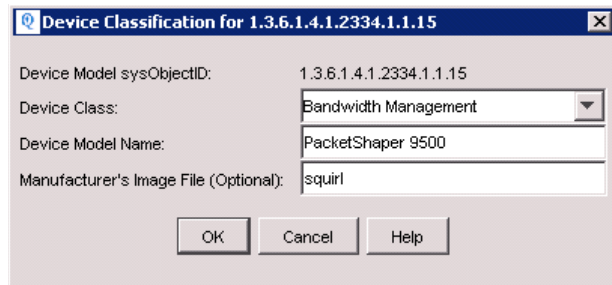 Device Classification for 1.3.6.1.4.1.2334.1.1.15
Device Model sysObjectID: 1.3.6.1.4.1.2334.1.1.15
Device Class: Bandwidth Management
Device Model Name: PacketShaper 9500
Manufacturer's Image File (Optional): squirl
OK Cancel Help